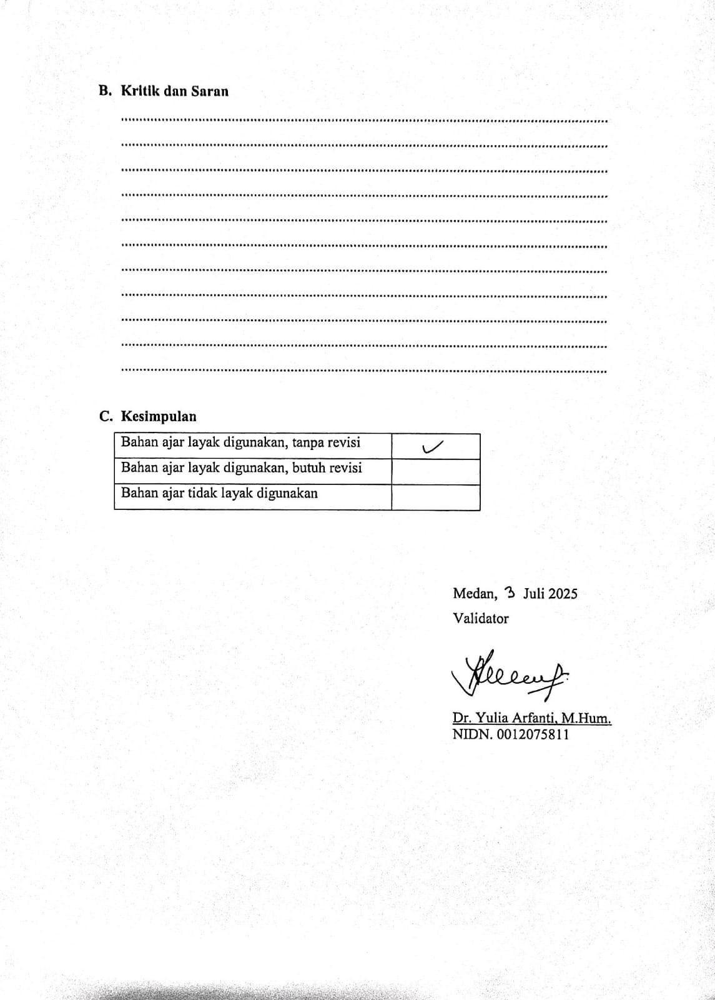 B. Kritik dan Saran
C. Kesimpulan
Bahan ajar layak digunakan, tanpa revisi ✓
Bahan ajar layak digunakan, butuh revisi
Bahan ajar tidak layak digunakan
Medan, 3 Juli 2025
Validator
Dr. Yulia Arfanti, M.Hum.
NIDN. 0012075811